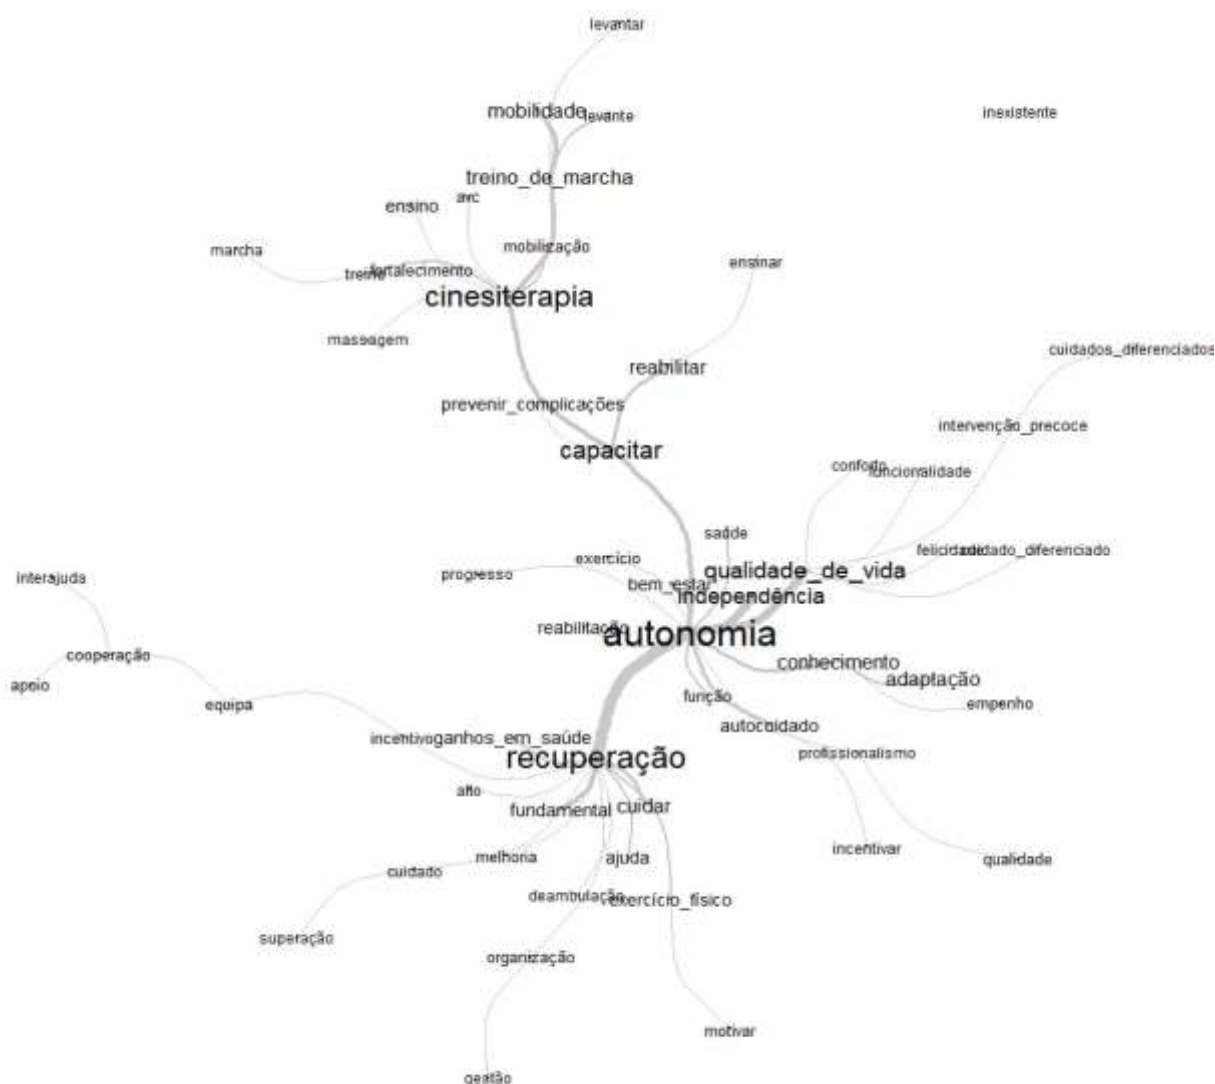 levantar
mobilidade
levante
inexistente
treino_de_marcha
avc
ensino
marcha
mobilização
ensinar
treino
fortalecimento
cinesiterapia
massagem
cuidados_diferenciados
reabilitar
prevenir_complicações
intervenção_precoce
capacitar
conforto
funcionalidade
saúde
felicidade
cuidado_diferenciado
exercício
progresso
qualidade_de_vida
interajuda
bem_estar
independência
reabilitação
autonomia
cooperação
conhecimento
adaptação
apoio
função
empenho
equipa
autocuidado
incentivo
ganhos_em_saúde
profissionalismo
recuperação
alto
fundamental
cuidar
incentivar
melhoria
ajuda
qualidade
cuidado
deambulação
exercício_físico
superação
organização
motivar
gestão